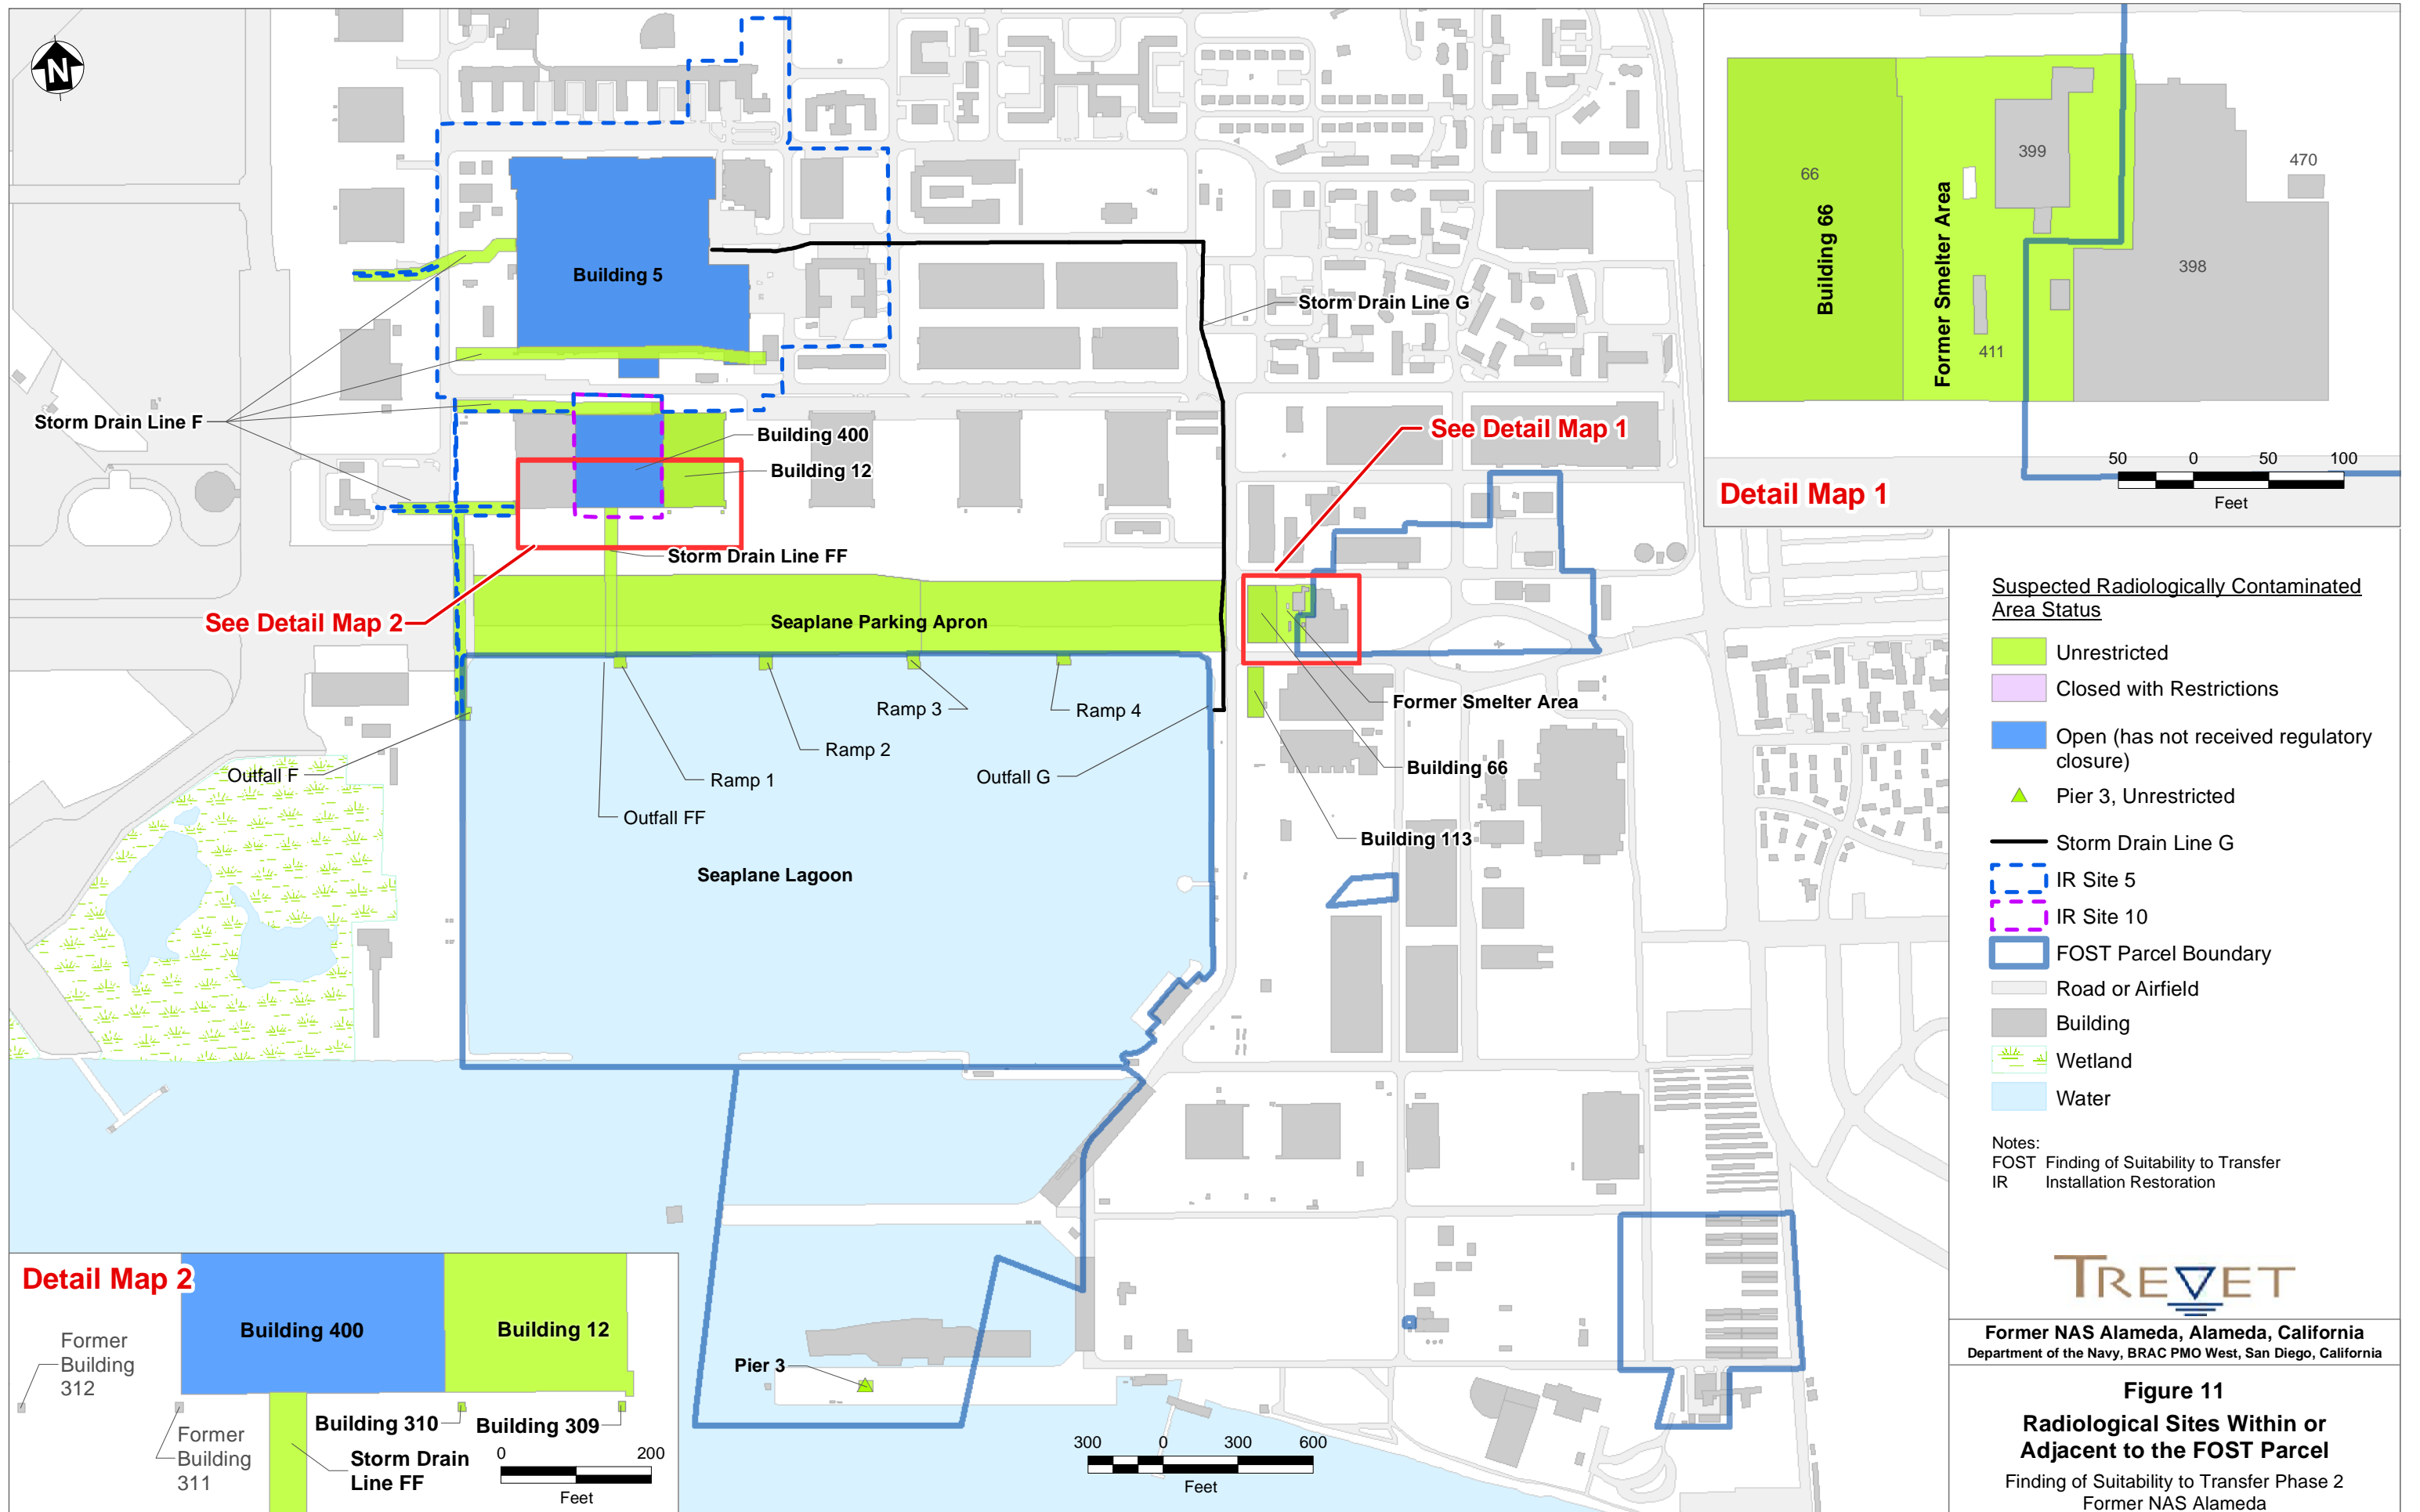 N
Building 5
Storm Drain Line G
Storm Drain Line F
Building 400
Building 12
See Detail Map 1
Storm Drain Line FF
See Detail Map 2
Seaplane Parking Apron
Ramp 3
Ramp 4
Former Smelter Area
Ramp 2
Outfall F
Ramp 1
Outfall G
Building 66
Outfall FF
Building 113
Seaplane Lagoon
Pier 3
300 0 300 600
Feet
66
Building 66
Former Smelter Area
399
470
398
411
50 0 50 100
Feet
Detail Map 1
Detail Map 2
Building 400
Building 12
Former
Building
312
Former
Building
311
Building 310
Building 309
Storm Drain
Line FF
0 200
Feet
Suspected Radiologically Contaminated
Area Status
Unrestricted
Closed with Restrictions
Open (has not received regulatory
closure)
Pier 3, Unrestricted
Storm Drain Line G
IR Site 5
IR Site 10
FOST Parcel Boundary
Road or Airfield
Building
Wetland
Water
Notes:
FOST Finding of Suitability to Transfer
IR Installation Restoration
TREVET
Former NAS Alameda, Alameda, California
Department of the Navy, BRAC PMO West, San Diego, California
Figure 11
Radiological Sites Within or
Adjacent to the FOST Parcel
Finding of Suitability to Transfer Phase 2
Former NAS Alameda